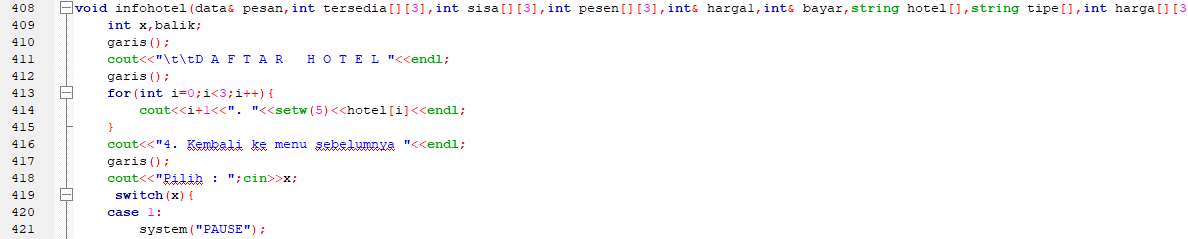 408 void infohotel(data& pesan,int tersedia[][3],int sisa[][3],int pesen[][3],int& harga1,int& bayar,string hotel[],string tipe[],int harga[][3
409 int x,balik;
410 garis();
411 cout<<"\t\tD A F T A R   H O T E L "<<endl;
412 garis();
413 for(int i=0;i<3;i++){
414 cout<<i+1<<". "<<setw(5)<<hotel[i]<<endl;
415 }
416 cout<<"4. Kembali ke menu sebelumnya "<<endl;
417 garis();
418 cout<<"Pilih : ";cin>>x;
419 switch(x){
420 case 1:
421 system("PAUSE");